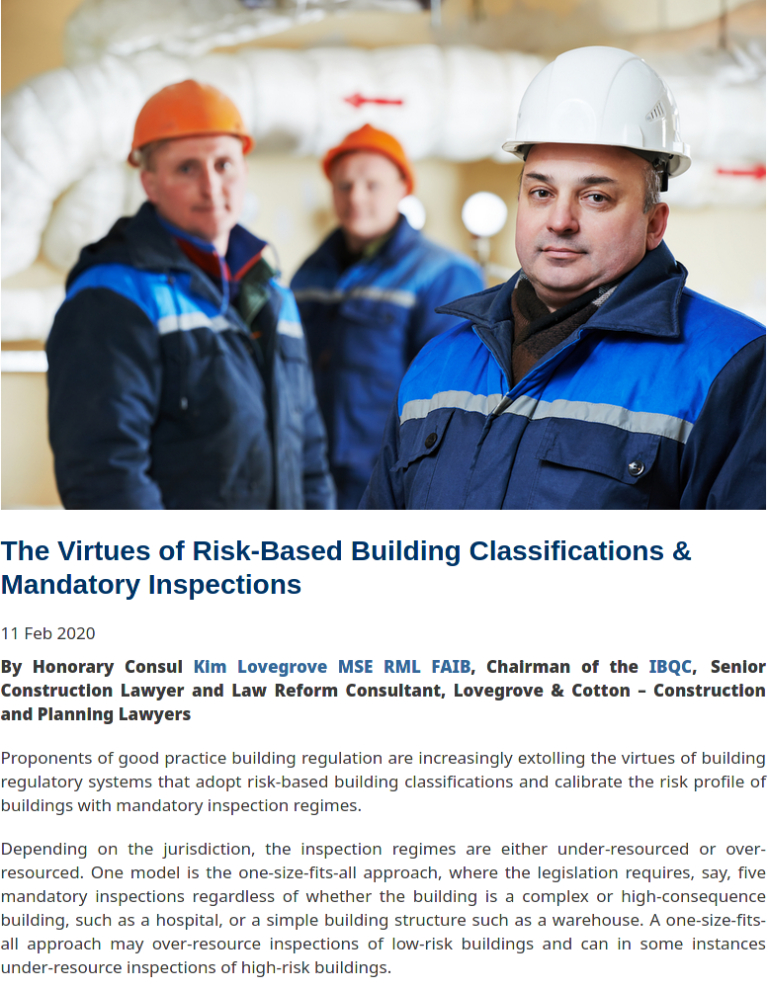 The Virtues of Risk-Based Building Classifications &
Mandatory Inspections
11 Feb 2020
By Honorary Consul Kim Lovegrove MSE RML FAIB, Chairman of the IBQC, Senior
Construction Lawyer and Law Reform Consultant, Lovegrove & Cotton – Construction
and Planning Lawyers
Proponents of good practice building regulation are increasingly extolling the virtues of building
regulatory systems that adopt risk-based building classifications and calibrate the risk profile of
buildings with mandatory inspection regimes.
Depending on the jurisdiction, the inspection regimes are either under-resourced or over-
resourced. One model is the one-size-fits-all approach, where the legislation requires, say, five
mandatory inspections regardless of whether the building is a complex or high-consequence
building, such as a hospital, or a simple building structure such as a warehouse. A one-size-fits-
all approach may over-resource inspections of low-risk buildings and can in some instances
under-resource inspections of high-risk buildings.